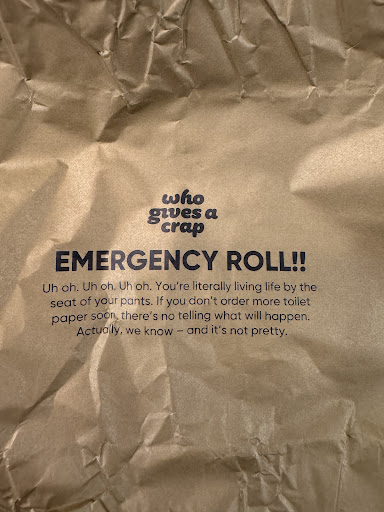 who
gives a
crap
EMERGENCY ROLL!!
Uh oh. Uh oh. Uh oh. You're literally living life by the
seat of your pants. If you don't order more toilet
paper soon, there's no telling what will happen.
Actually, we know – and it's not pretty.